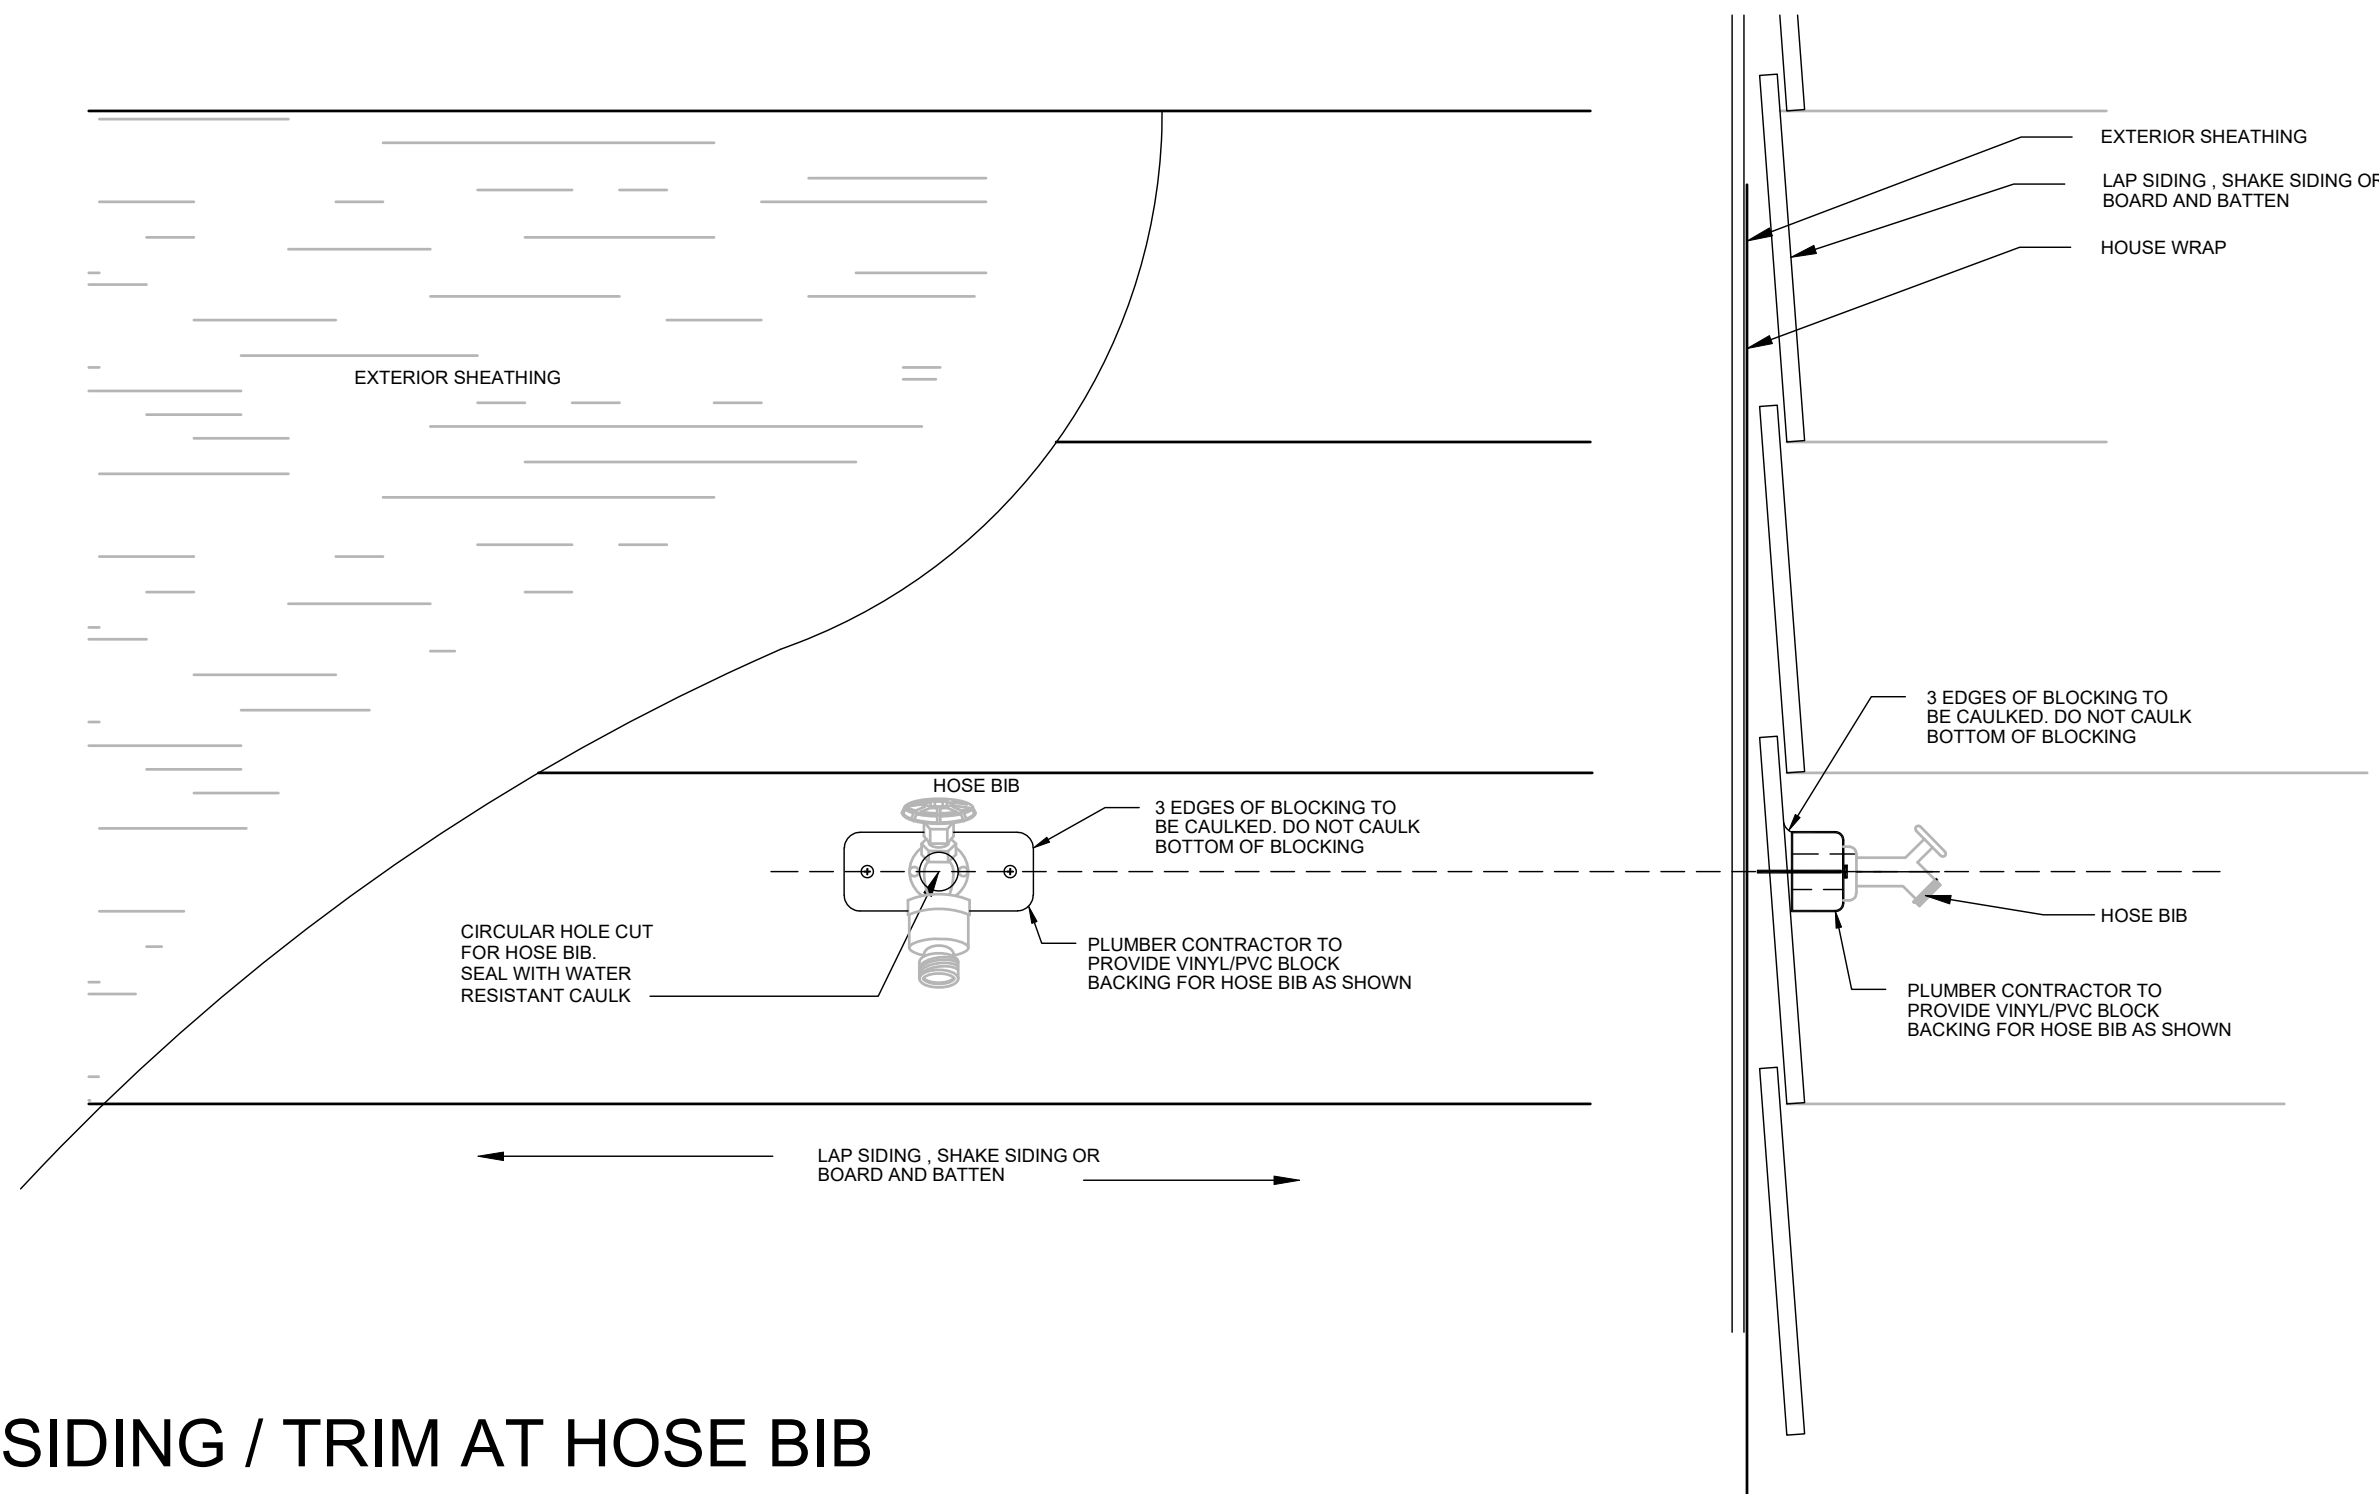 EXTERIOR SHEATHING
LAP SIDING , SHAKE SIDING OR
BOARD AND BATTEN
HOUSE WRAP
EXTERIOR SHEATHING
3 EDGES OF BLOCKING TO
BE CAULKED. DO NOT CAULK
BOTTOM OF BLOCKING
HOSE BIB
3 EDGES OF BLOCKING TO
BE CAULKED. DO NOT CAULK
BOTTOM OF BLOCKING
HOSE BIB
CIRCULAR HOLE CUT
FOR HOSE BIB.
SEAL WITH WATER
RESISTANT CAULK
PLUMBER CONTRACTOR TO
PROVIDE VINYL/PVC BLOCK
BACKING FOR HOSE BIB AS SHOWN
PLUMBER CONTRACTOR TO
PROVIDE VINYL/PVC BLOCK
BACKING FOR HOSE BIB AS SHOWN
LAP SIDING , SHAKE SIDING OR
BOARD AND BATTEN
SIDING / TRIM AT HOSE BIB